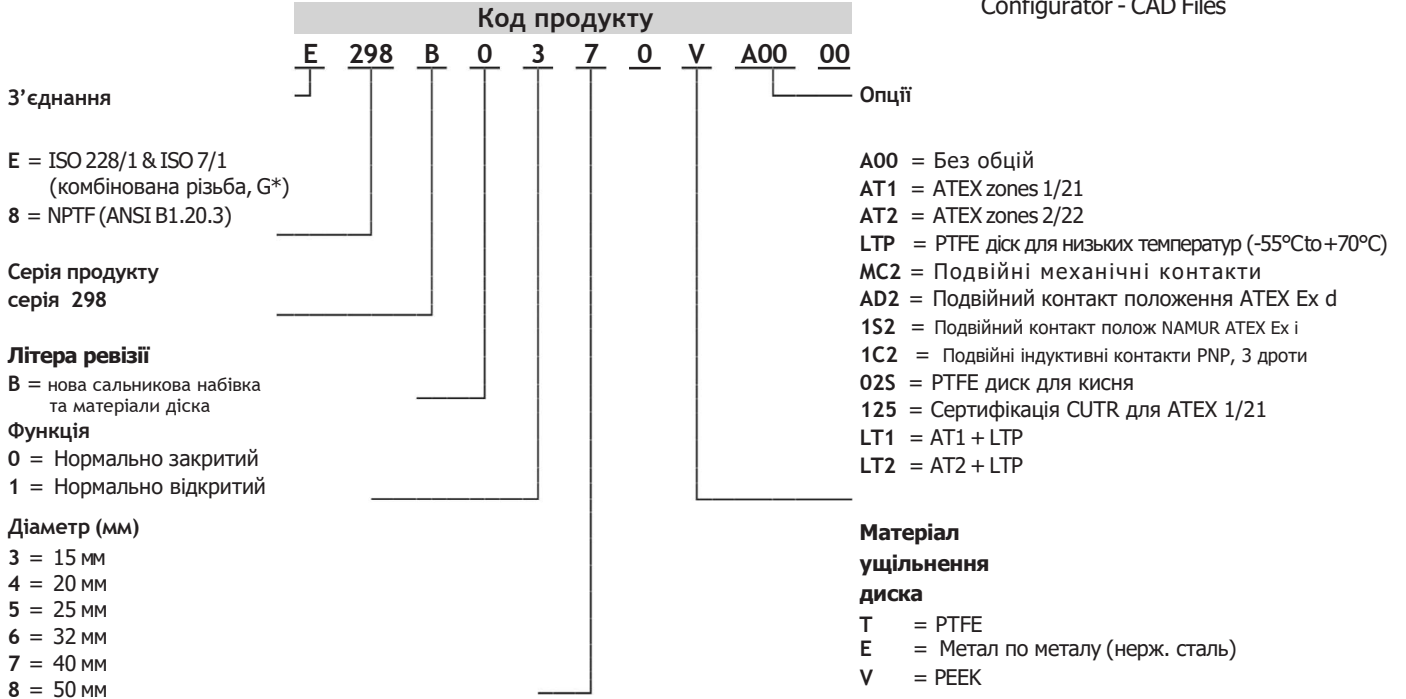 Configurator - CAD Files
Код продукту
E 298 B 0 3 7 0 V A00 00
З’єднання
E = ISO 228/1 & ISO 7/1
(комбінована різьба, G*)
8 = NPTF (ANSI B1.20.3)
Серія продукту
серія 298
Літера ревізії
B = нова сальникова набівка
та матеріали діска
Функція
0 = Нормально закритий
1 = Нормально відкритий
Діаметр (мм)
3 = 15 мм
4 = 20 мм
5 = 25 мм
6 = 32 мм
7 = 40 мм
8 = 50 мм
Опції
A00 = Без обцій
AT1 = ATEX zones 1/21
AT2 = ATEX zones 2/22
LTP = PTFE діск для низьких температур (-55°Cto+70°C)
MC2 = Подвійні механічні контакти
AD2 = Подвійний контакт положення ATEX Ex d
1S2 = Подвійний контакт полож NAMUR ATEX Ex i
1C2 = Подвійні індуктивні контакти PNP, 3 дроти
02S = PTFE диск для кисня
125 = Сертифікація CUTR для ATEX 1/21
LT1 = AT1 + LTP
LT2 = AT2 + LTP
Матеріал
ущільнення
диска
T = PTFE
E = Метал по металу (нерж. сталь)
V = PEEK